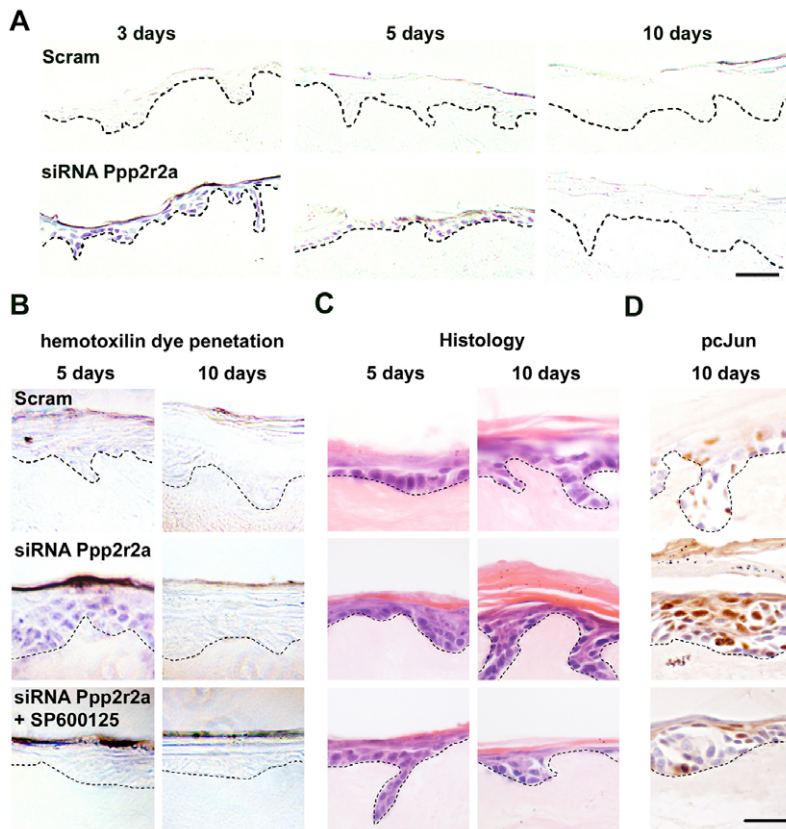 A
3 days 5 days 10 days
Scram
siRNA Ppp2r2a
B C D
hemotoxilin dye penetation Histology pcJun
5 days 10 days 5 days 10 days 10 days
Scram
siRNA Ppp2r2a
siRNA Ppp2r2a
+ SP600125